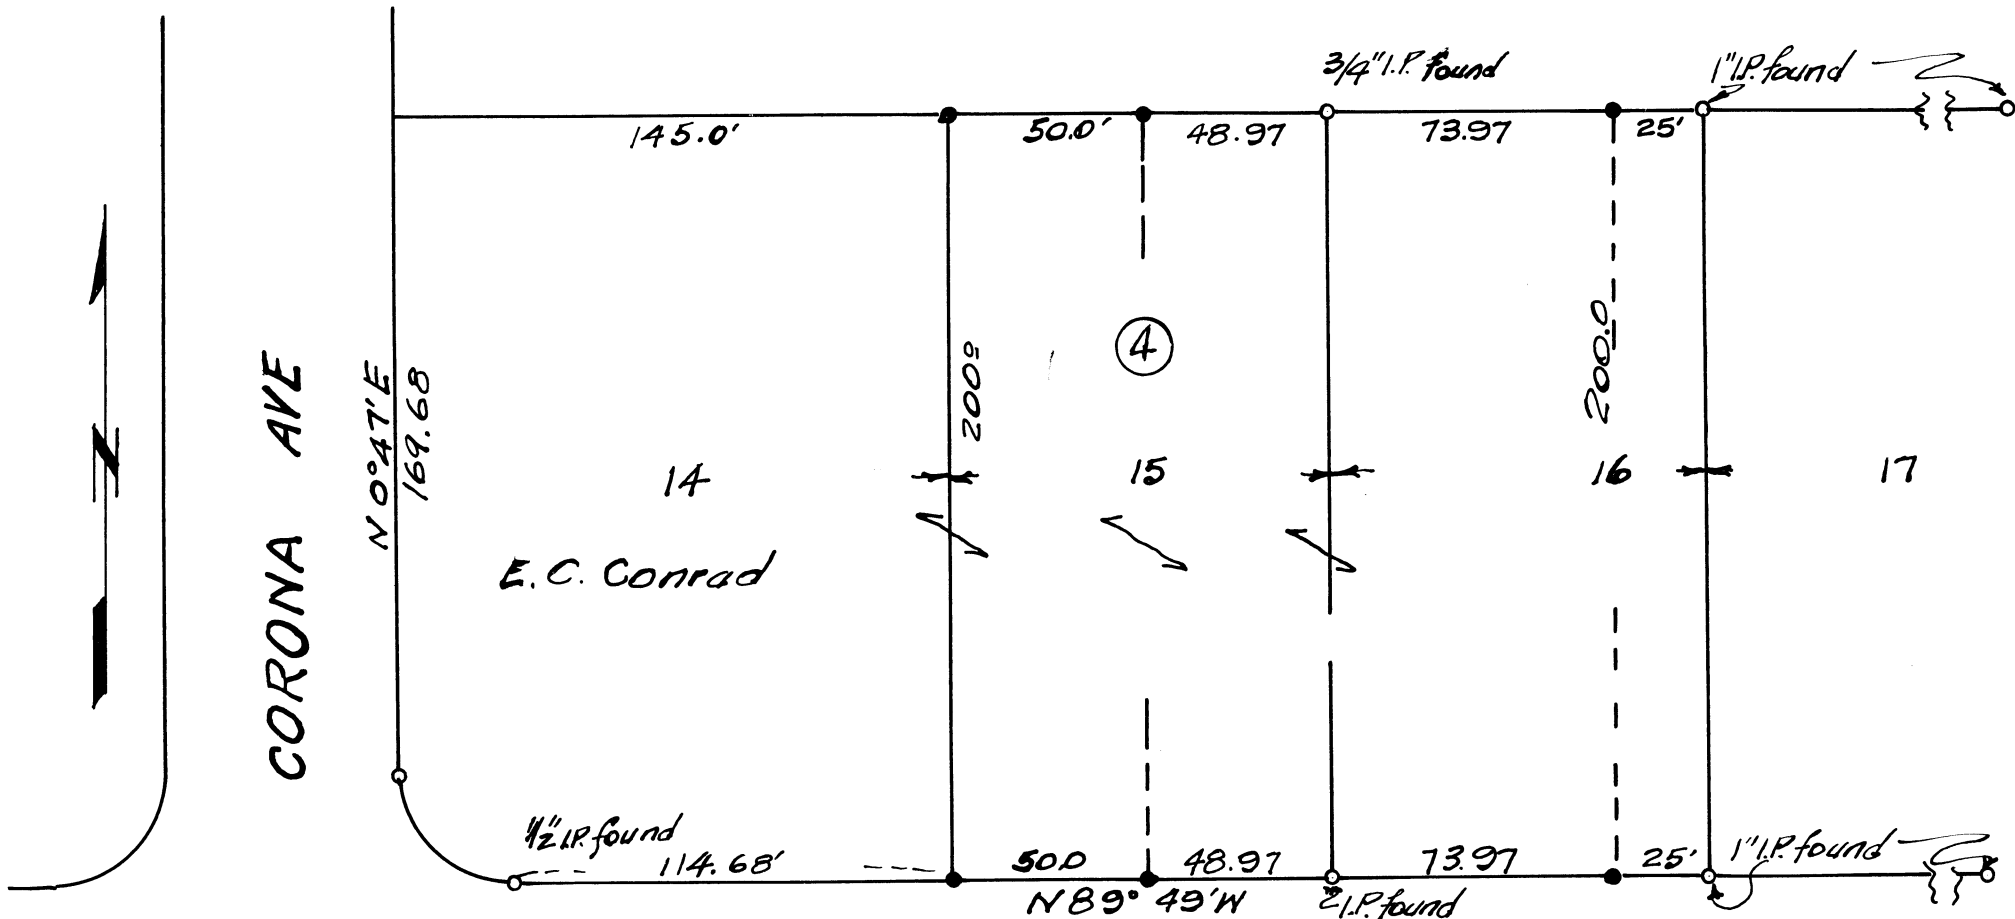 3/4" I.P. found
1" I.P. found
145.0'
50.0'
48.97
73.97
25'
N
CORONA AVE
N 0°47' E
169.68
200.0
4
200.0
14
15
16
17
E. C. Conrad
1/2" I.P. found
114.68'
50.0
48.97
73.97
25'
1" I.P. found
N 89° 49' W
I.P. found